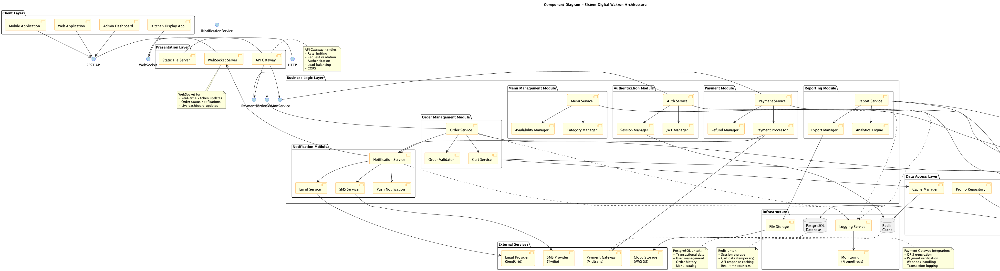 Component Diagram - Sistem Digital Wakrun Architecture
Client Layer
Mobile Application
Web Application
Admin Dashboard
Kitchen Display App
INotificationService
Presentation Layer
Static File Server
WebSocket Server
API Gateway
REST API
WebSocket
HTTP
API Gateway handles:
- Rate limiting
- Request validation
- Authentication
- Load balancing
- CORS
WebSocket for:
- Real-time kitchen updates
- Order status notifications
- Live dashboard updates
Business Logic Layer
Menu Management Module
Menu Service
Availability Manager
Category Manager
Authentication Module
Auth Service
Session Manager
JWT Manager
Payment Module
Payment Service
Refund Manager
Payment Processor
Reporting Module
Report Service
Export Manager
Analytics Engine
Order Management Module
Order Service
Order Validator
Cart Service
Notification Module
Notification Service
Email Service
SMS Service
Push Notification
Data Access Layer
Cache Manager
Promo Repository
Infrastructure
File Storage
PostgreSQL
Database
Logging Service
Redis
Cache
Monitoring
(Prometheus)
External Services
Email Provider
(SendGrid)
SMS Provider
(Twilio)
Payment Gateway
(Midtrans)
Cloud Storage
(AWS S3)
PostgreSQL untuk:
- Transactional data
- User management
- Order history
- Menu catalog
Redis untuk:
- Session storage
- Cart data (temporary)
- API response caching
- Real-time counters
Payment Gateway integration:
- QRIS generation
- Payment verification
- Webhook handling
- Transaction logging